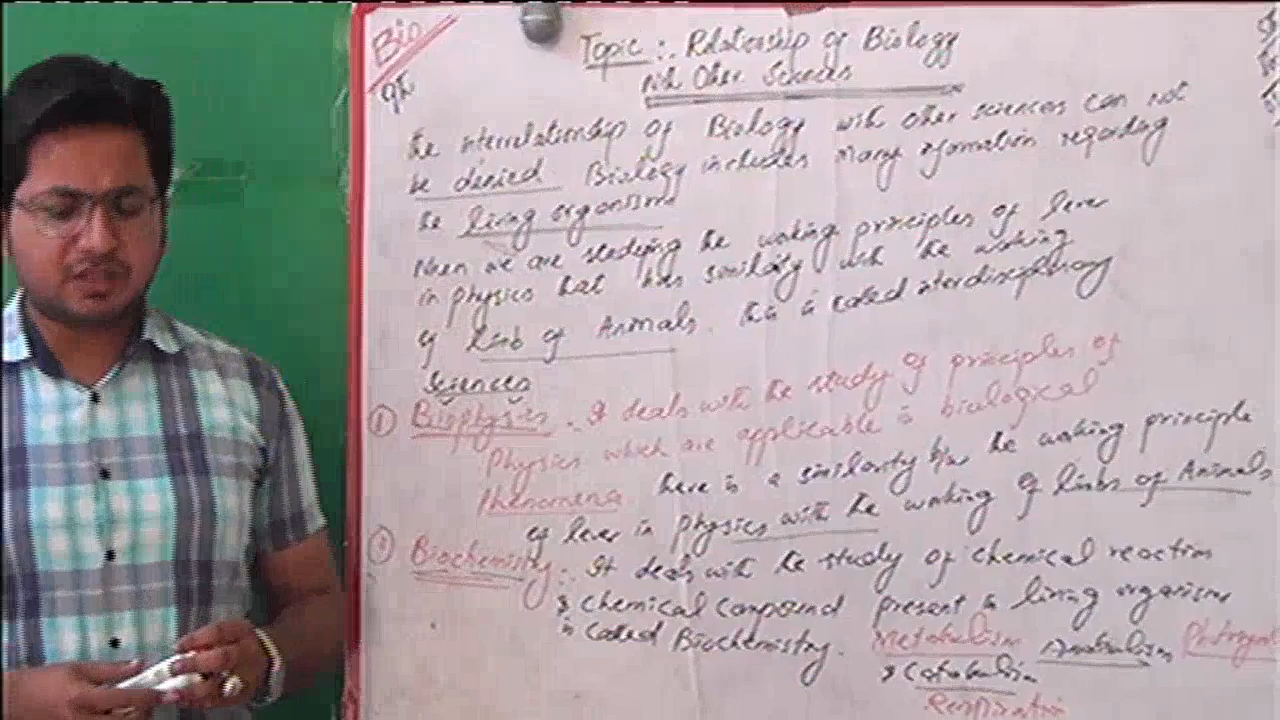 Bio
9th
Topic :. Relationship of Biology
with Other Sciences
the interrelationship of Biology with other sciences can not
be denied Biology includes many information regarding
the living organism
When we are studying the working principles of lever
in physics that has similarity with the working
of limb of Animals. this is called interdisciplinary
Sciences
① Biophysics :. It deals with the study of principles of
Physics which are applicable in biological
Phenomena there is a similarity b/w the working principle
of lever in physics with the working of limbs of Animals
Biochemistry :. It deals with the study of chemical reaction
& chemical compound present in living organism
is called Biochemistry. Metabolism Anabolism
& Catabolism
Respiration